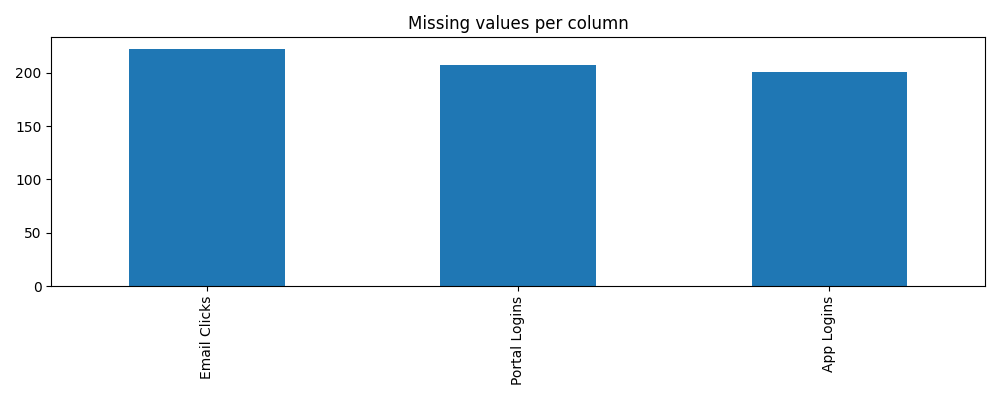 Missing values per column
200
150
100
50
0
Email Clicks
Portal Logins
App Logins